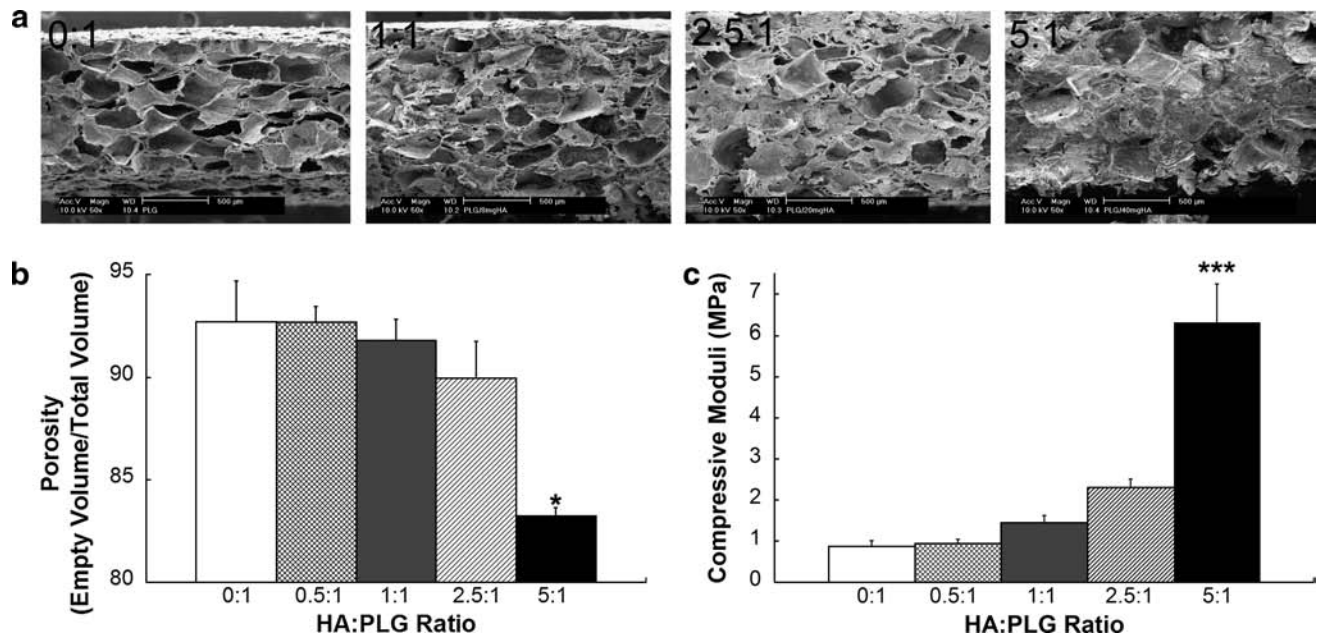 a
0:1
1:1
2.5:1
5:1
Acc.V Magn WD 500 µm
10.0 kV 50x 10.4 PLG
Acc.V Magn WD 500 µm
10.0 kV 50x 10.2 PLG/8mgHA
Acc.V Magn WD 500 µm
10.0 kV 50x 10.3 PLG/20mgHA
Acc.V Magn WD 500 µm
10.0 kV 50x 10.4 PLG/40mgHA
b
Porosity
(Empty Volume/Total Volume)
95
90
85
80
*
0:1 0.5:1 1:1 2.5:1 5:1
HA:PLG Ratio
c
Compressive Moduli (MPa)
7
6
5
4
3
2
1
0
***
0:1 0.5:1 1:1 2.5:1 5:1
HA:PLG Ratio